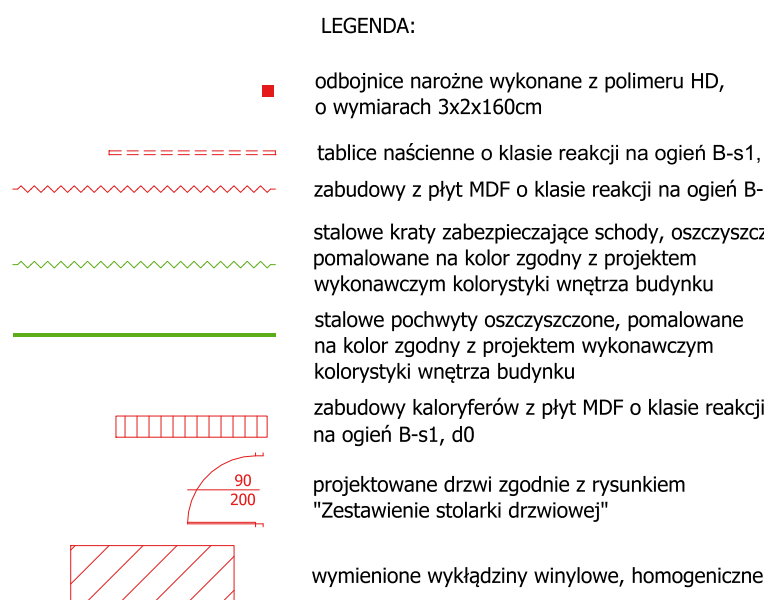 LEGENDA:
odbojnice narożne wykonane z polimeru HD,
o wymiarach 3x2x160cm
tablice naścienne o klasie reakcji na ogień B-s1,
zabudowy z płyt MDF o klasie reakcji na ogień B-
stalowe kraty zabezpieczające schody,
pomalowane na kolor zgodny z projektem
wykonawczym kolorystyki wnętrza budynku
stalowe pochwyty oszczyszczone, pomalowane
na kolor zgodny z projektem wykonawczym
kolorystyki wnętrza budynku
zabudowy kaloryferów z płyt MDF o klasie reakcji
na ogień B-s1, d0
90
200
projektowane drzwi zgodnie z rysunkiem
"Zestawienie stolarki drzwiowej"
wymienione wykłądziny winylowe, homogeniczne